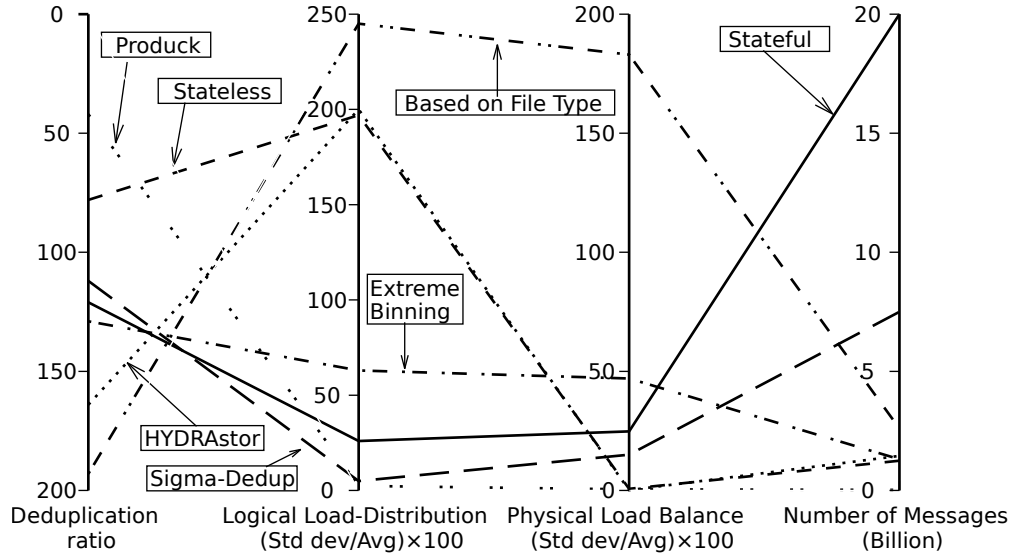 0
50
100
150
200
250
200
150
100
50
0
200
150
100
50
0
20
15
10
5
0
Produck
Stateless
Based on File Type
Stateful
Extreme
Binning
HYDRAstor
Sigma-Dedup
Deduplication
ratio
Logical Load-Distribution
(Std dev/Avg)×100
Physical Load Balance
(Std dev/Avg)×100
Number of Messages
(Billion)